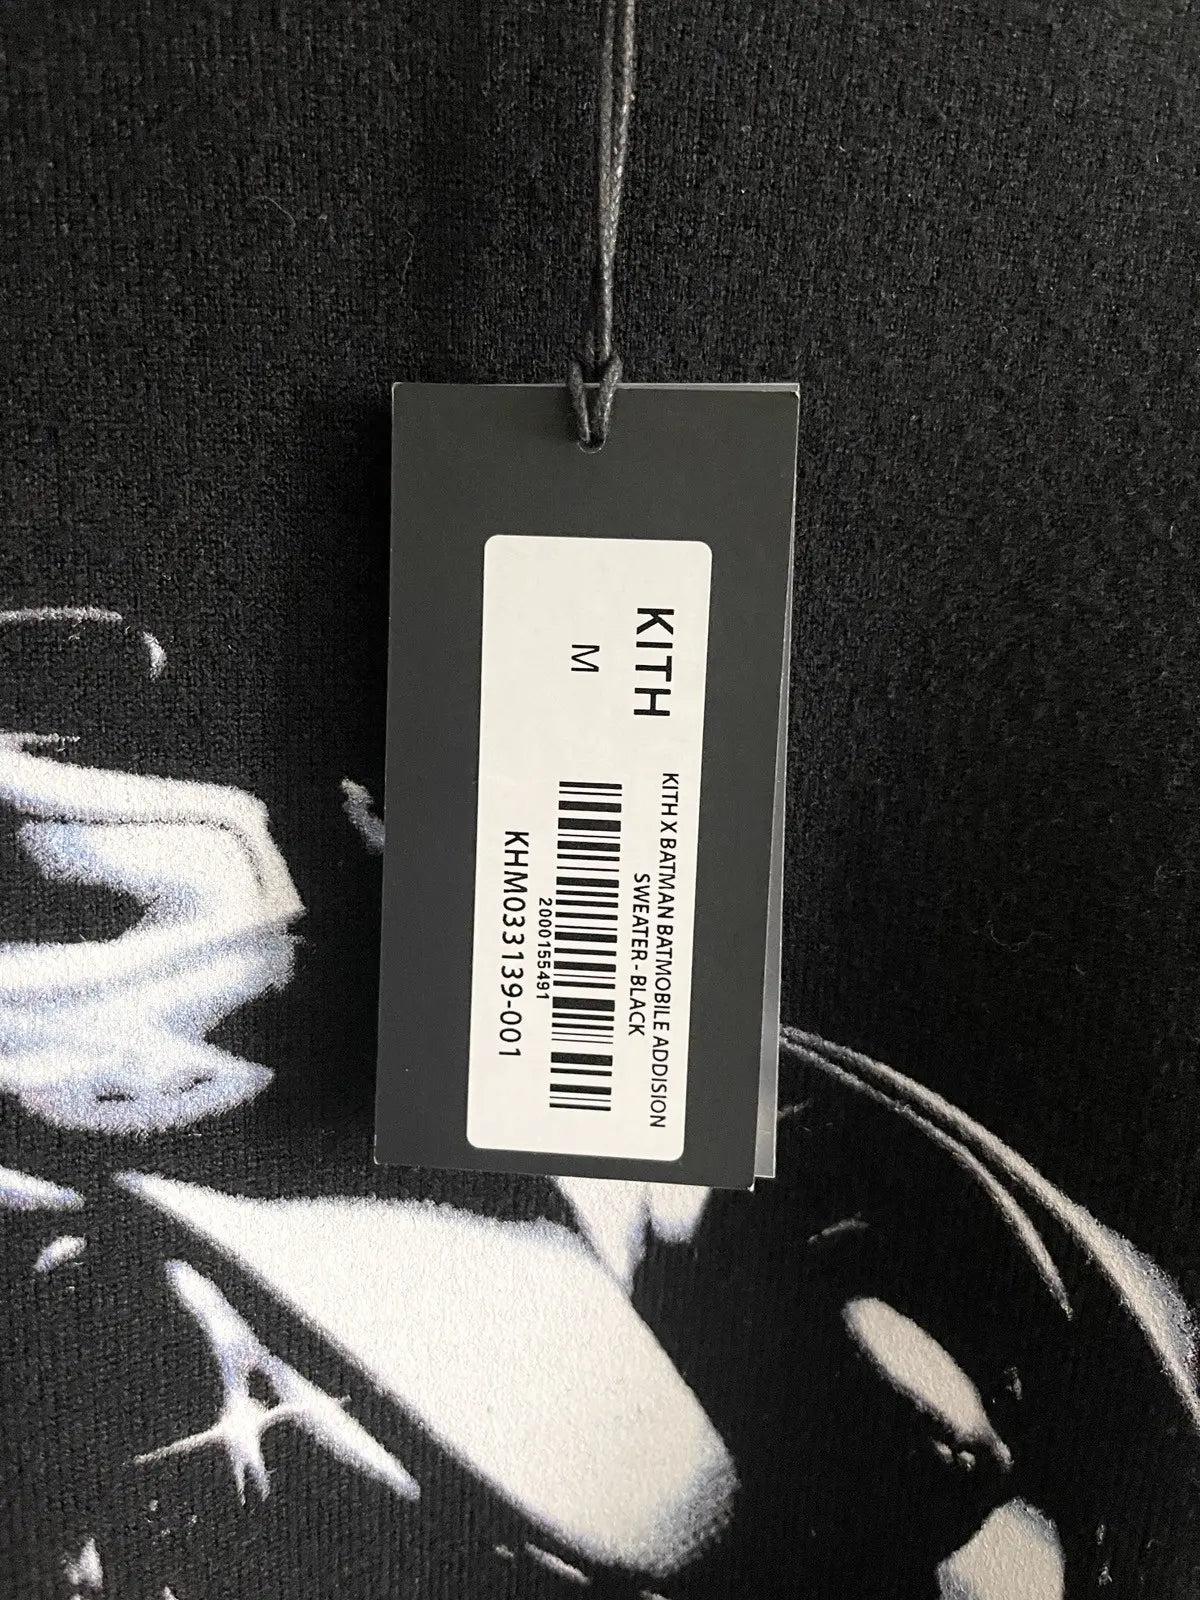 KITH
M
KITH X BATMAN BATMOBILE ADDISION
SWEATER - BLACK
2000155491
KHM033139-001